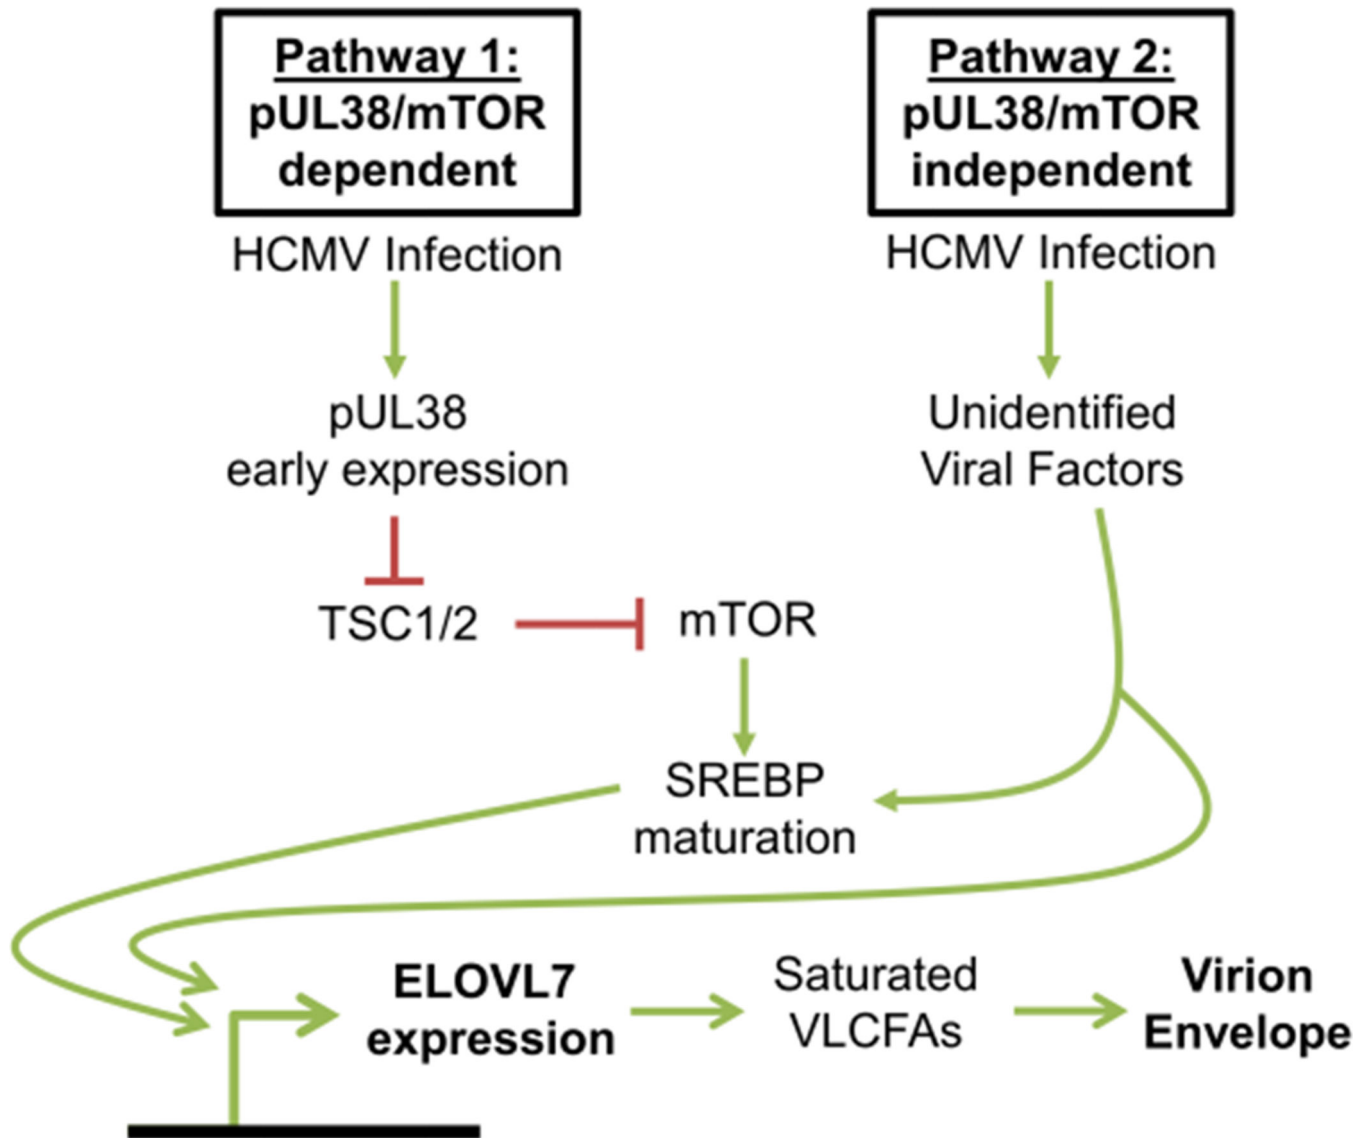 Pathway 1:
pUL38/mTOR
dependent
HCMV Infection
pUL38
early expression
TSC1/2
mTOR
SREBP
maturation
Pathway 2:
pUL38/mTOR
independent
HCMV Infection
Unidentified
Viral Factors
ELOVL7
expression
Saturated
VLCFAs
Virion
Envelope